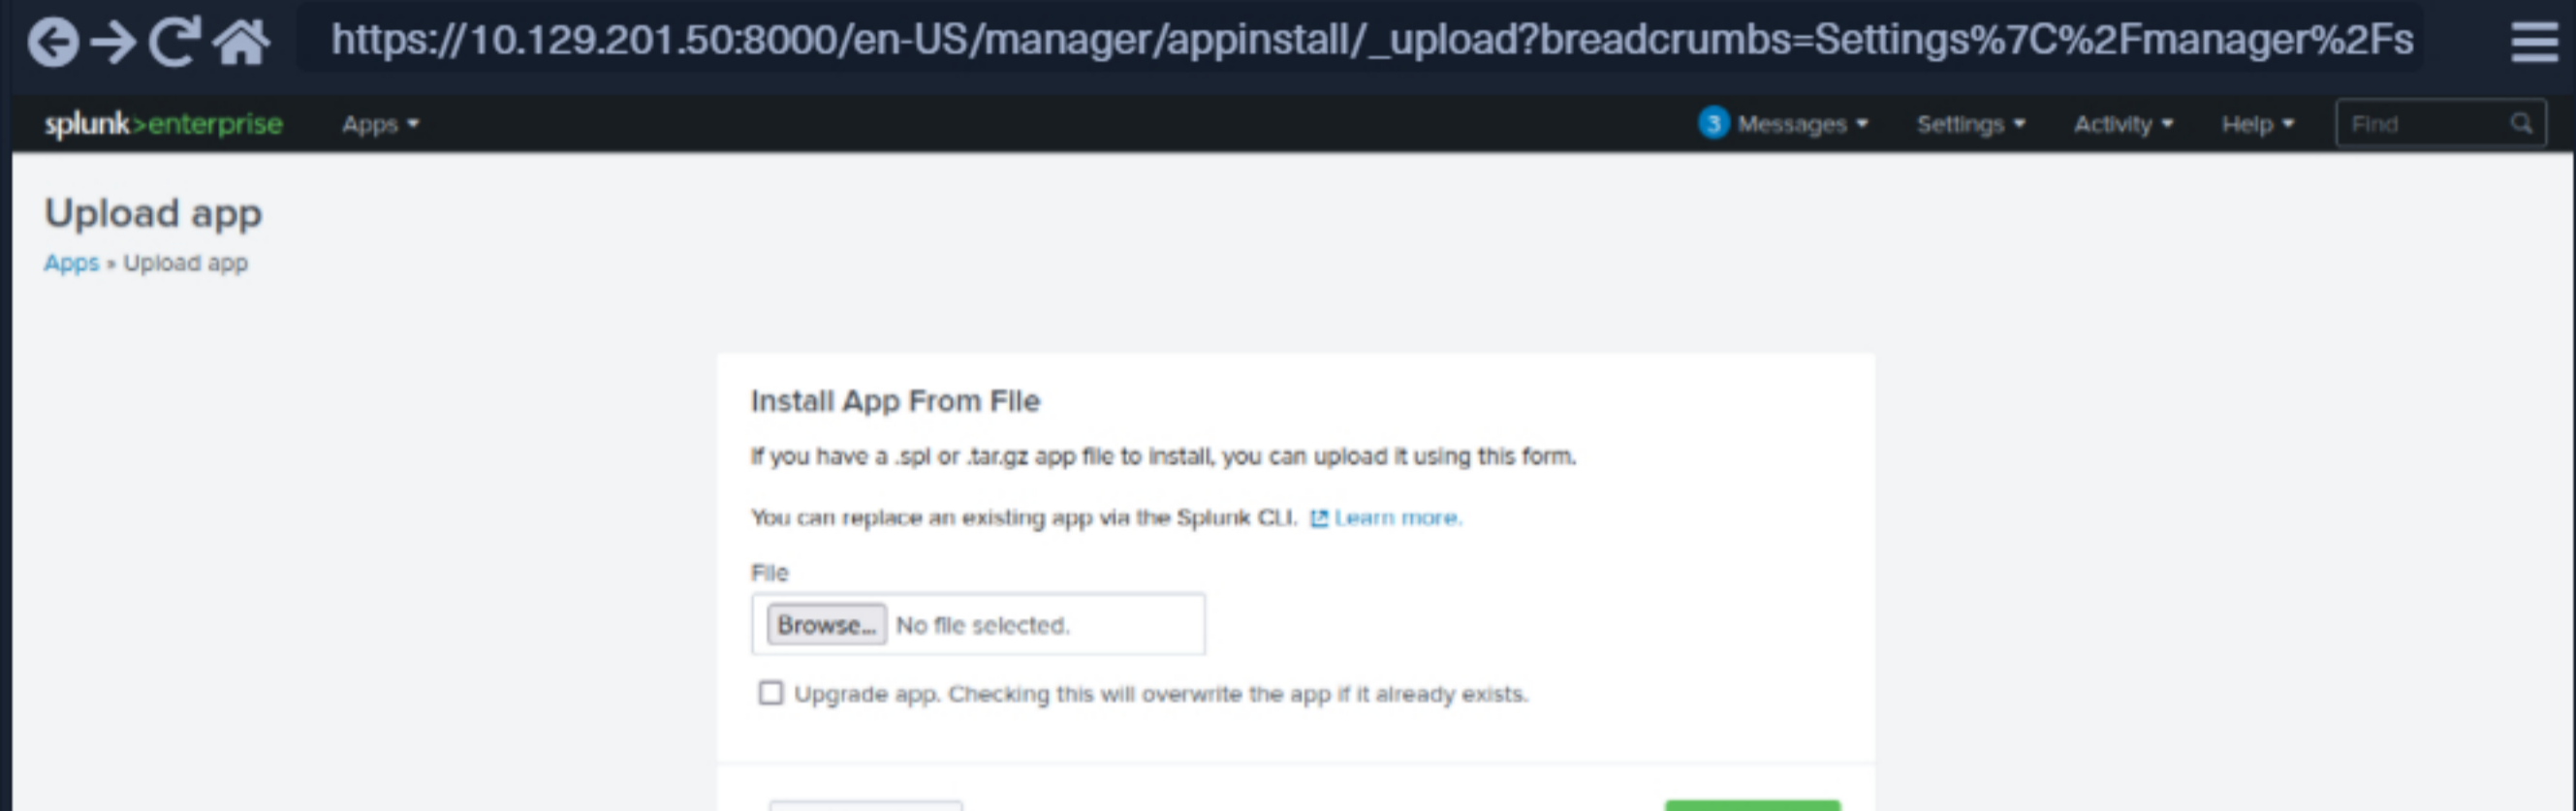 https://10.129.201.50:8000/en-US/manager/appinstall/_upload?breadcrumbs=Settings%7C%2Fmanager%2Fs
splunk>enterprise Apps 3 Messages Settings Activity Help Find
Upload app
Apps » Upload app
Install App From File
If you have a .spl or .tar.gz app file to install, you can upload it using this form.
You can replace an existing app via the Splunk CLI. Learn more.
File
Browse... No file selected.
Upgrade app. Checking this will overwrite the app if it already exists.